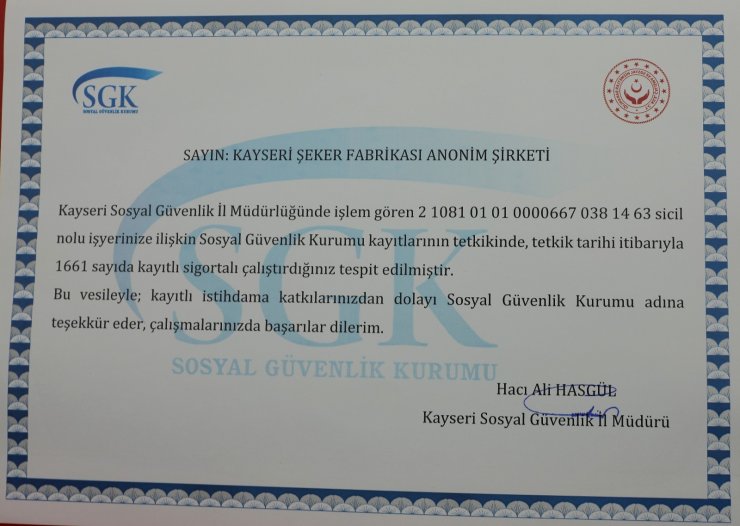 SGK
SOSYAL GÜVENLİK KURUMU
SAYIN: KAYSERİ ŞEKER FABRİKASI ANONİM ŞİRKETİ
Kayseri Sosyal Güvenlik İl Müdürlüğünde işlem gören 2 1081 01 01 0000667 038 14 63 sicil
nolu işyerinize ilişkin Sosyal Güvenlik Kurumu kayıtlarının tetkikinde, tetkik tarihi itibarıyla
1661 sayıda kayıtlı sigortalı çalıştırdığınız tespit edilmiştir.
Bu vesileyle; kayıtlı istihdama katkılarınızdan dolayı Sosyal Güvenlik Kurumu adına
teşekkür eder, çalışmalarınızda başarılar dilerim.
SGK
SOSYAL GÜVENLİK KURUMU
Hacı Ali HASGÜL
Kayseri Sosyal Güvenlik İl Müdürü